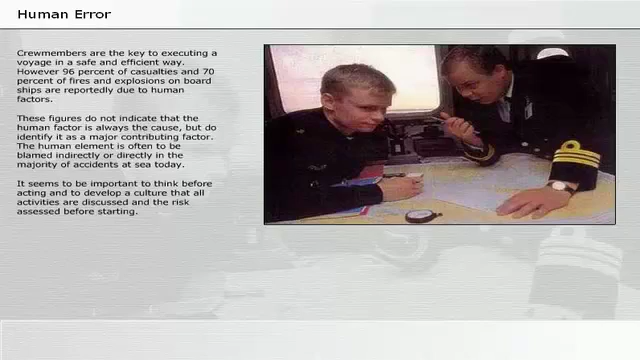 Human Error
Crewmembers are the key to executing a
voyage in a safe and efficient way.
However 96 percent of casualties and 70
percent of fires and explosions on board
ships are reportedly due to human
factors.
These figures do not indicate that the
human factor is always the cause, but do
identify it as a major contributing factor.
The human element is often to be
blamed indirectly or directly in the
majority of accidents at sea today.
It seems to be important to think before
acting and to develop a culture that all
activities are discussed and the risk
assessed before starting.